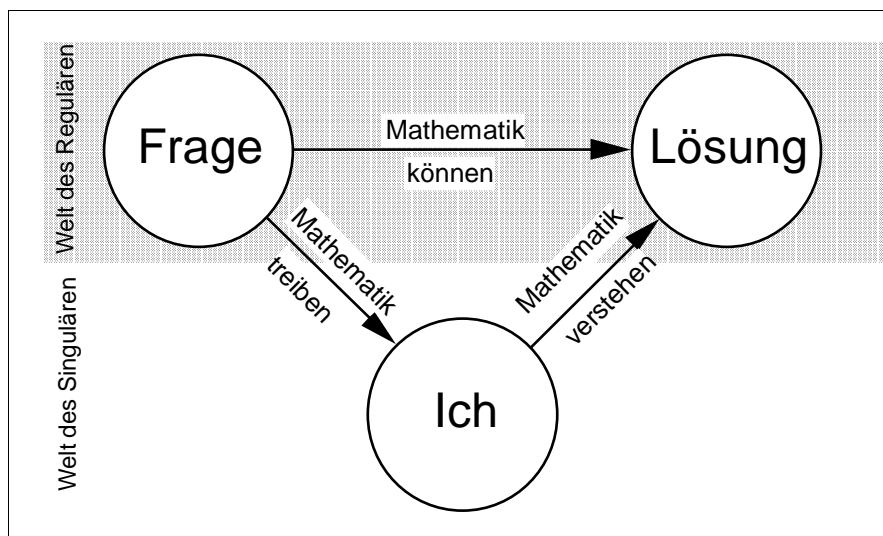 Welt des Regulären
Frage
Mathematik
können
Lösung
Mathematik
treiben
Mathematik
verstehen
Welt des Singulären
Ich